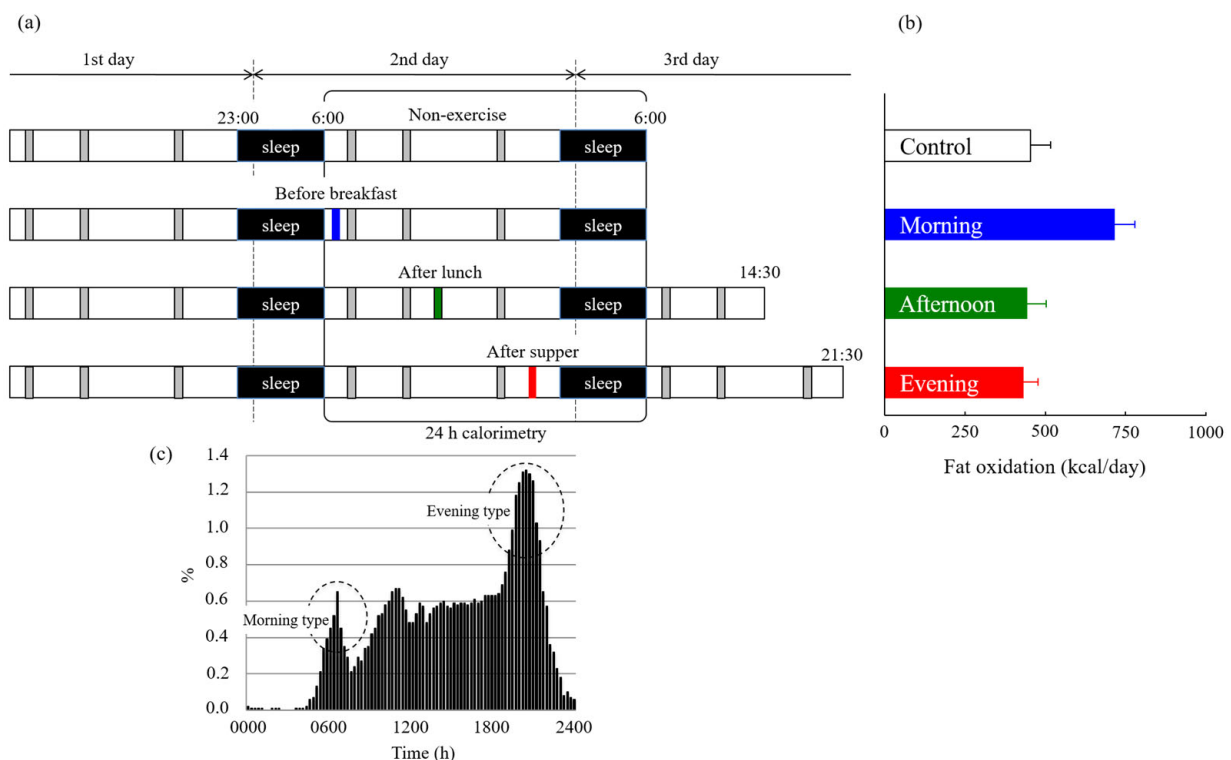 (a)
(b)
1st day
2nd day
3rd day
23:00
6:00
Non-exercise
6:00
sleep
sleep
Control
Before breakfast
sleep
sleep
Morning
After lunch
14:30
sleep
sleep
Afternoon
After supper
21:30
sleep
sleep
Evening
24 h calorimetry
0 250 500 750 1000
Fat oxidation (kcal/day)
(c)
1.4
1.2
1.0
0.8
0.6
0.4
0.2
0.0
%
Evening type
Morning type
0000 0600 1200 1800 2400
Time (h)